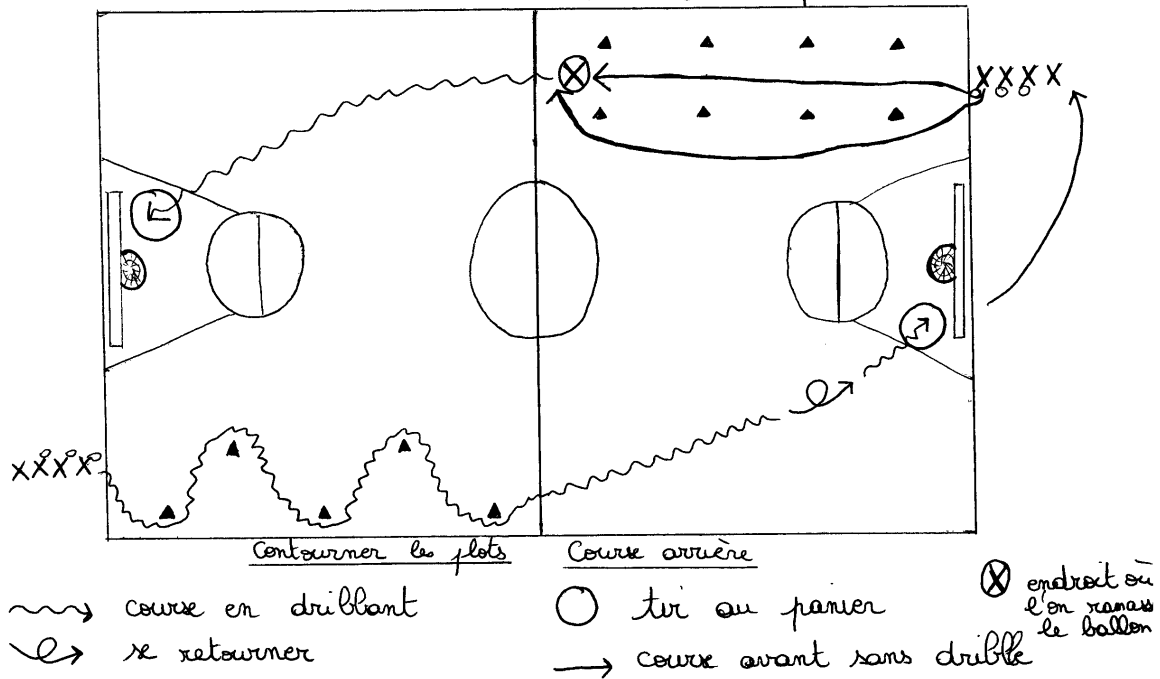 Contourner les plots
Course arrière
course en dribblant
se retourner
tir au panier
course avant sans dribble
endroit où
l'on ramass
le ballon